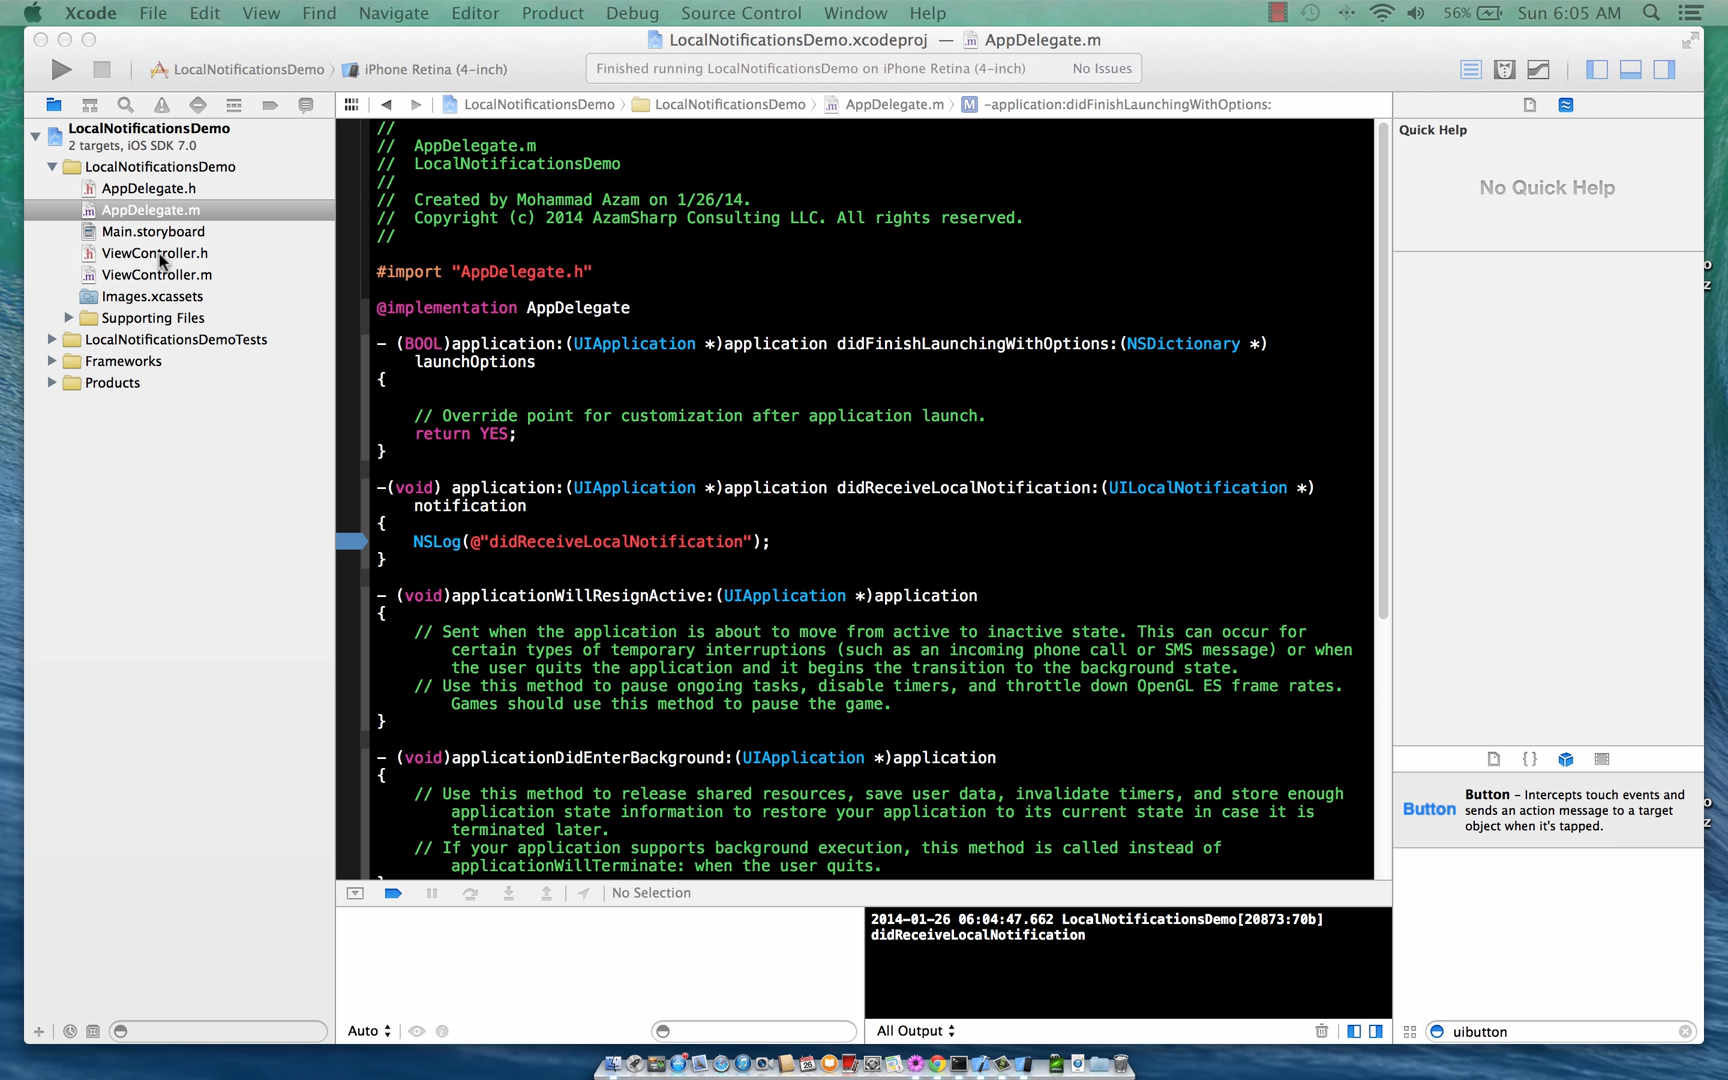 Xcode File Edit View Find Navigate Editor Product Debug Source Control Window Help 56% Sun 6:05 AM
LocalNotificationsDemo.xcodeproj — AppDelegate.m
LocalNotificationsDemo iPhone Retina (4-inch)
Finished running LocalNotificationsDemo on iPhone Retina (4-inch) No Issues
LocalNotificationsDemo LocalNotificationsDemo AppDelegate.m M -application:didFinishLaunchingWithOptions:
LocalNotificationsDemo
2 targets, iOS SDK 7.0
LocalNotificationsDemo
AppDelegate.h
AppDelegate.m
Main.storyboard
ViewController.h
ViewController.m
Images.xcassets
Supporting Files
LocalNotificationsDemoTests
Frameworks
Products
//
// AppDelegate.m
// LocalNotificationsDemo
//
// Created by Mohammad Azam on 1/26/14.
// Copyright (c) 2014 AzamSharp Consulting LLC. All rights reserved.
//
#import "AppDelegate.h"
@implementation AppDelegate
- (BOOL)application:(UIApplication *)application didFinishLaunchingWithOptions:(NSDictionary *)
launchOptions
{
// Override point for customization after application launch.
return YES;
}
-(void) application:(UIApplication *)application didReceiveLocalNotification:(UILocalNotification *)
notification
{
NSLog(@"didReceiveLocalNotification");
}
- (void)applicationWillResignActive:(UIApplication *)application
{
// Sent when the application is about to move from active to inactive state. This can occur for
certain types of temporary interruptions (such as an incoming phone call or SMS message) or when
the user quits the application and it begins the transition to the background state.
// Use this method to pause ongoing tasks, disable timers, and throttle down OpenGL ES frame rates.
Games should use this method to pause the game.
}
- (void)applicationDidEnterBackground:(UIApplication *)application
{
// Use this method to release shared resources, save user data, invalidate timers, and store enough
application state information to restore your application to its current state in case it is
terminated later.
// If your application supports background execution, this method is called instead of
applicationWillTerminate: when the user quits.
No Selection
2014-01-26 06:04:47.662 LocalNotificationsDemo[20873:70b]
didReceiveLocalNotification
Auto
All Output
Quick Help
No Quick Help
{ }
Button
Button – Intercepts touch events and
sends an action message to a target
object when it's tapped.
uibutton